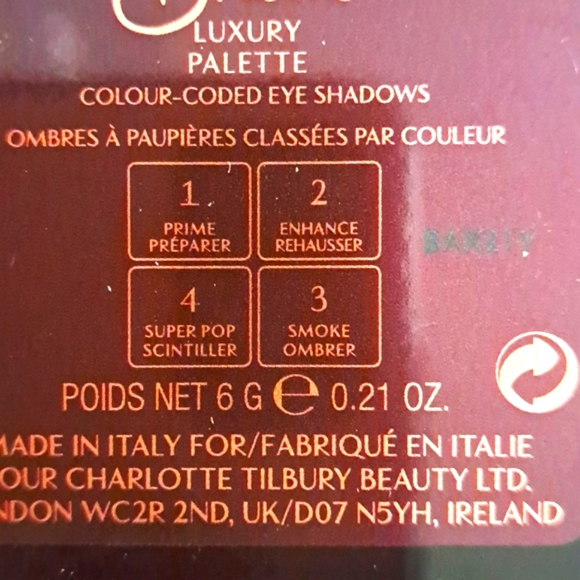 LUXURY
PALETTE
COLOUR-CODED EYE SHADOWS
OMBRES À PAUPIÈRES CLASSÉES PAR COULEUR
1
PRIME
PRÉPARER
2
ENHANCE
REHAUSSER
4
SUPER POP
SCINTILLER
3
SMOKE
OMBRER
POIDS NET 6 G e 0.21 OZ.
MADE IN ITALY FOR/FABRIQUÉ EN ITALIE
OUR CHARLOTTE TILBURY BEAUTY LTD.
NDON WC2R 2ND, UK/D07 N5YH, IRELAND